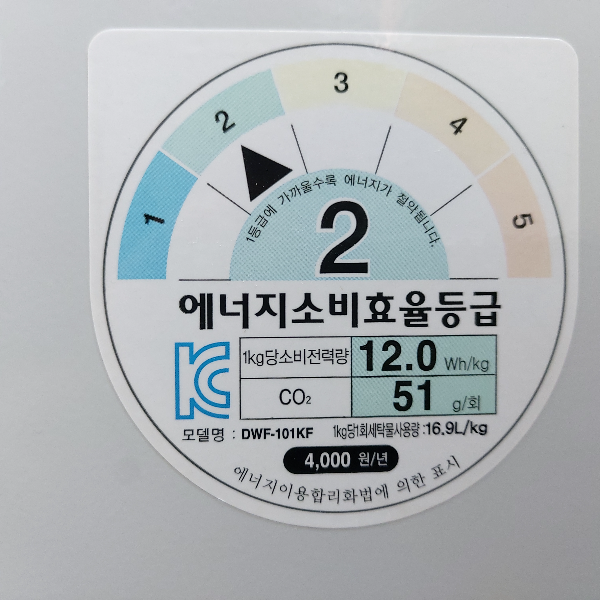 1
2
3
4
5
1등급에 가까울수록 에너지가 절약됩니다.
2
에너지소비효율등급
1kg당소비전력량 12.0 Wh/kg
CO₂ 51 g/회
모델명 : DWF-101KF 1kg당1회세탁물사용량:16.9L/kg
4,000 원/년
에너지이용합리화법에 의한 표시